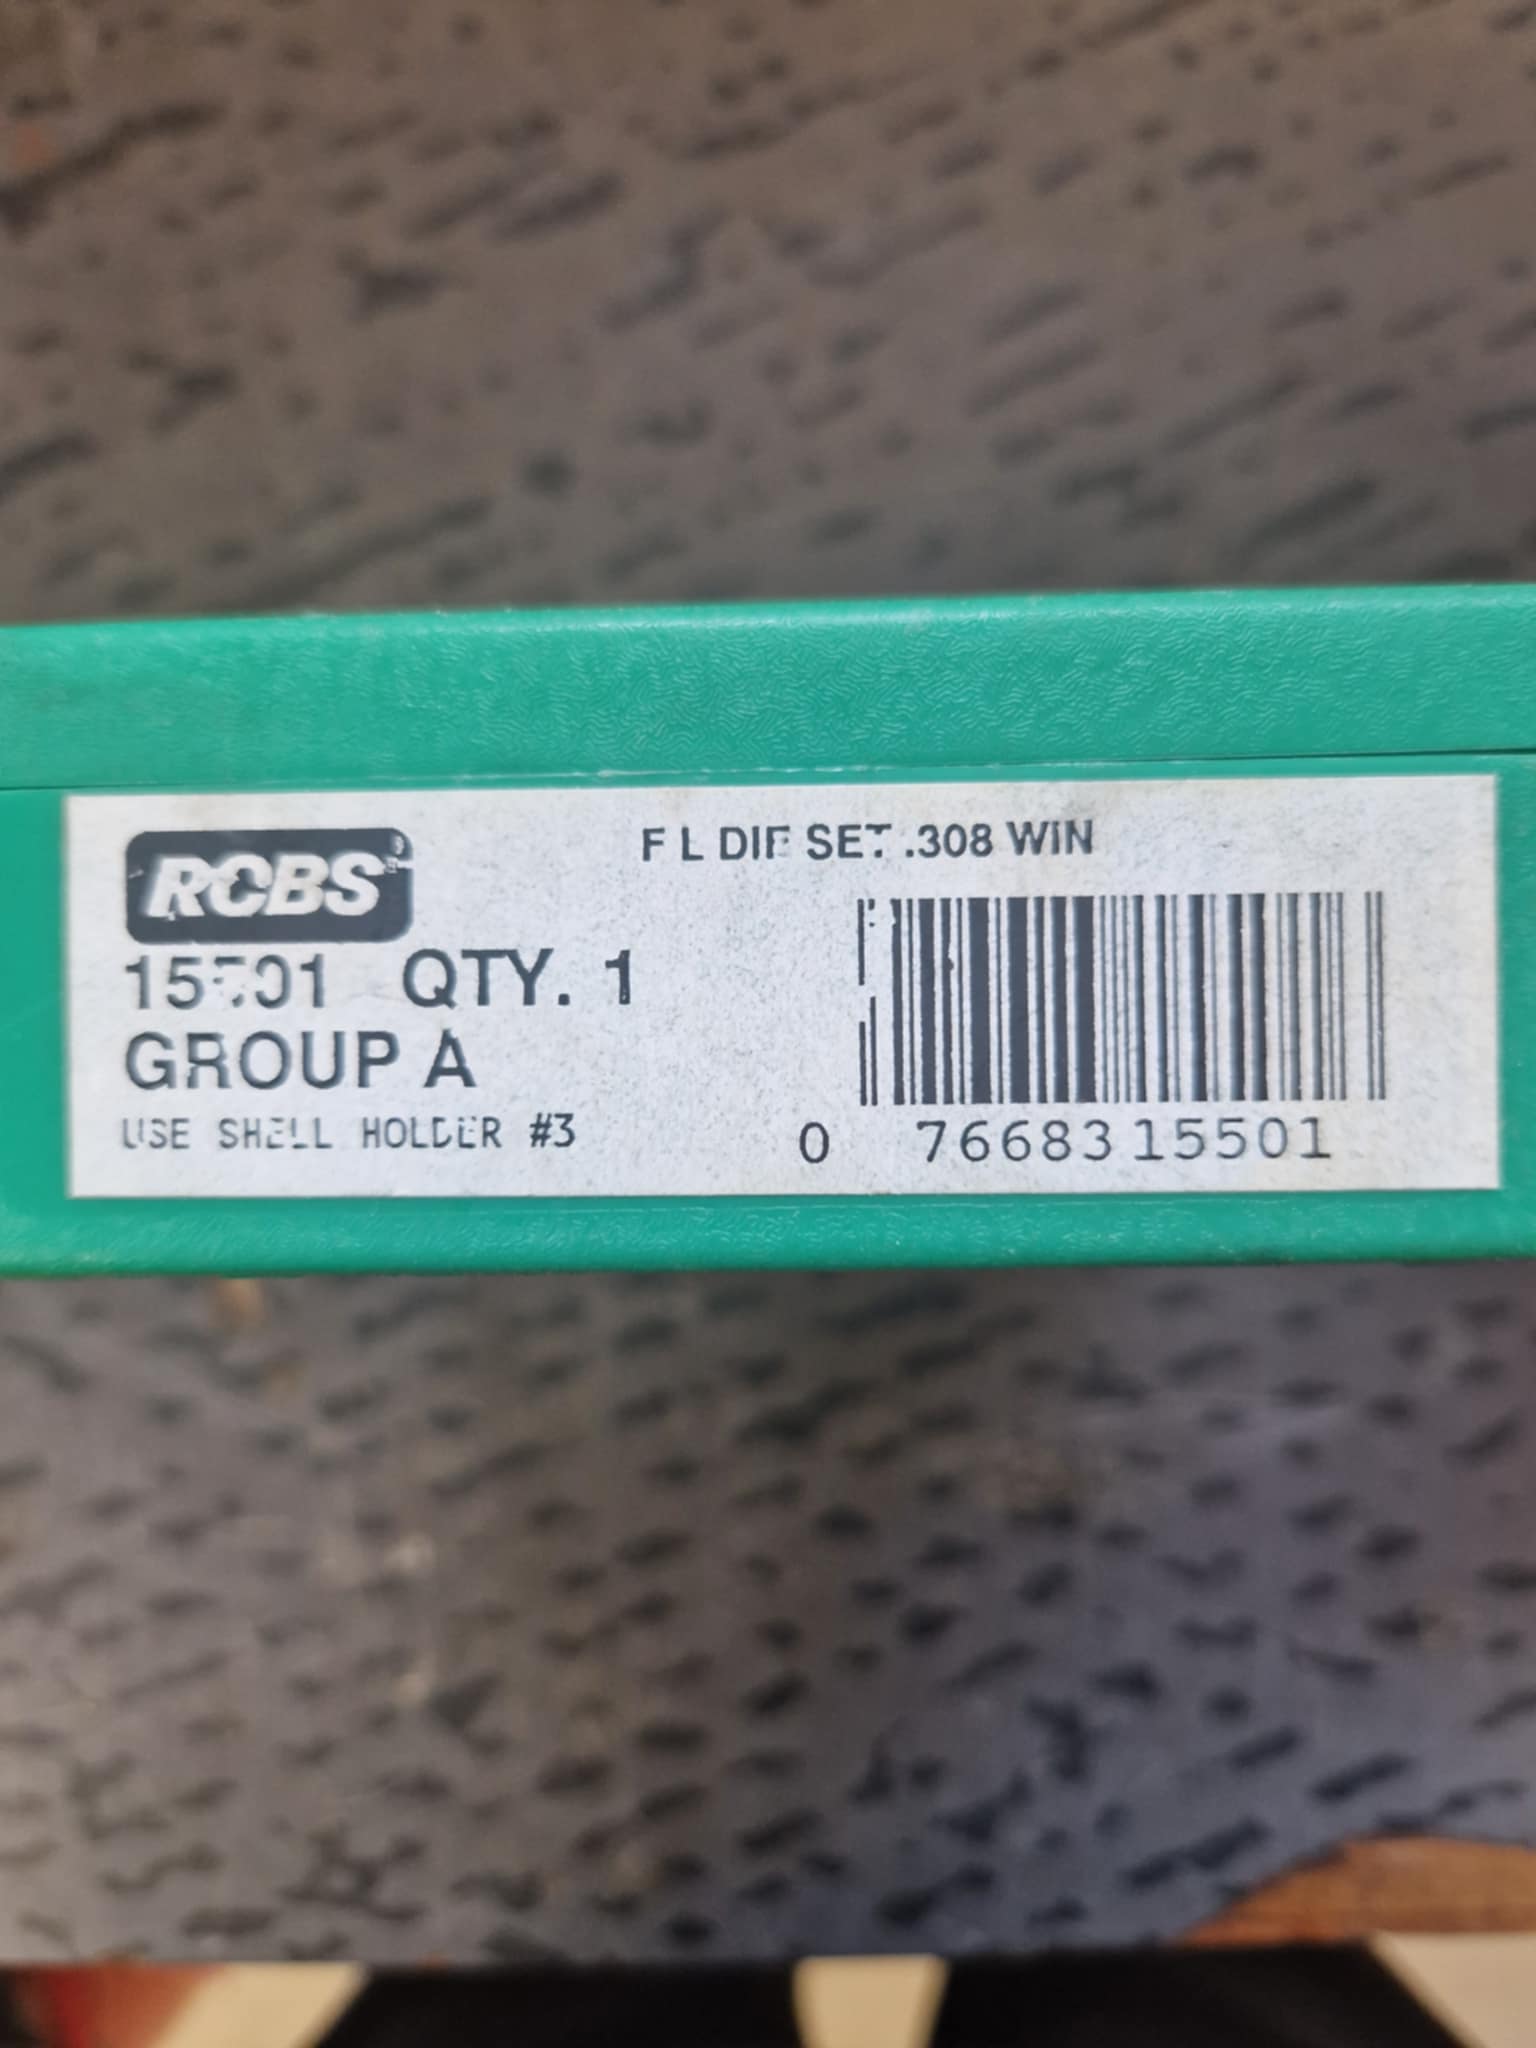 RCBS®
F L DIE SET .308 WIN
15501 QTY. 1
GROUP A
USE SHELL HOLDER #3
0 76683 15501